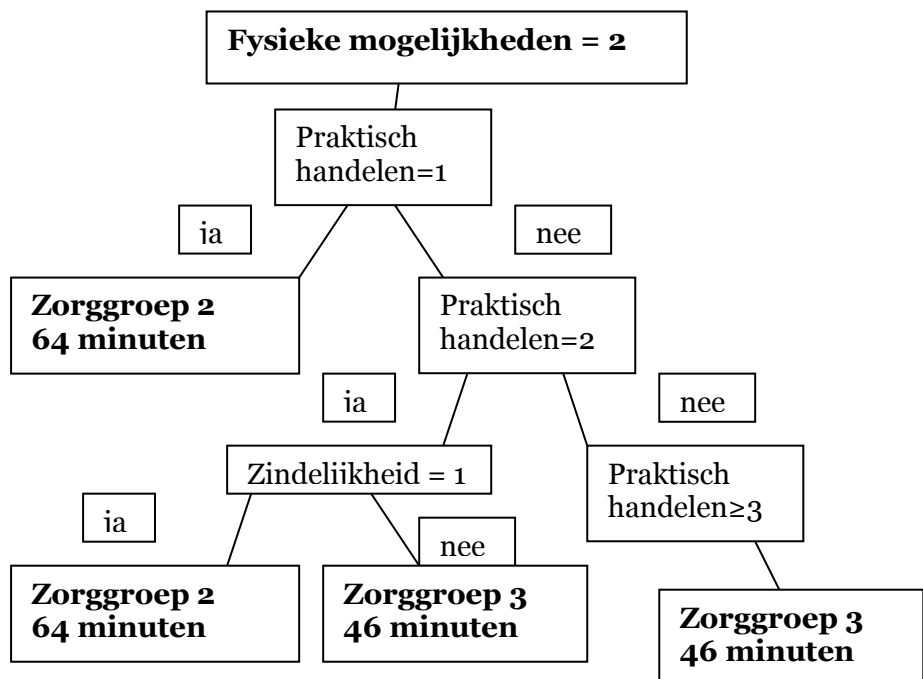 Fysieke mogelijkheden = 2
Praktisch
handelen=1
ja
nee
Zorggroep 2
64 minuten
Praktisch
handelen=2
ja
nee
Zindelijkheid = 1
Praktisch
handelen≥3
ja
nee
Zorggroep 2
64 minuten
Zorggroep 3
46 minuten
Zorggroep 3
46 minuten